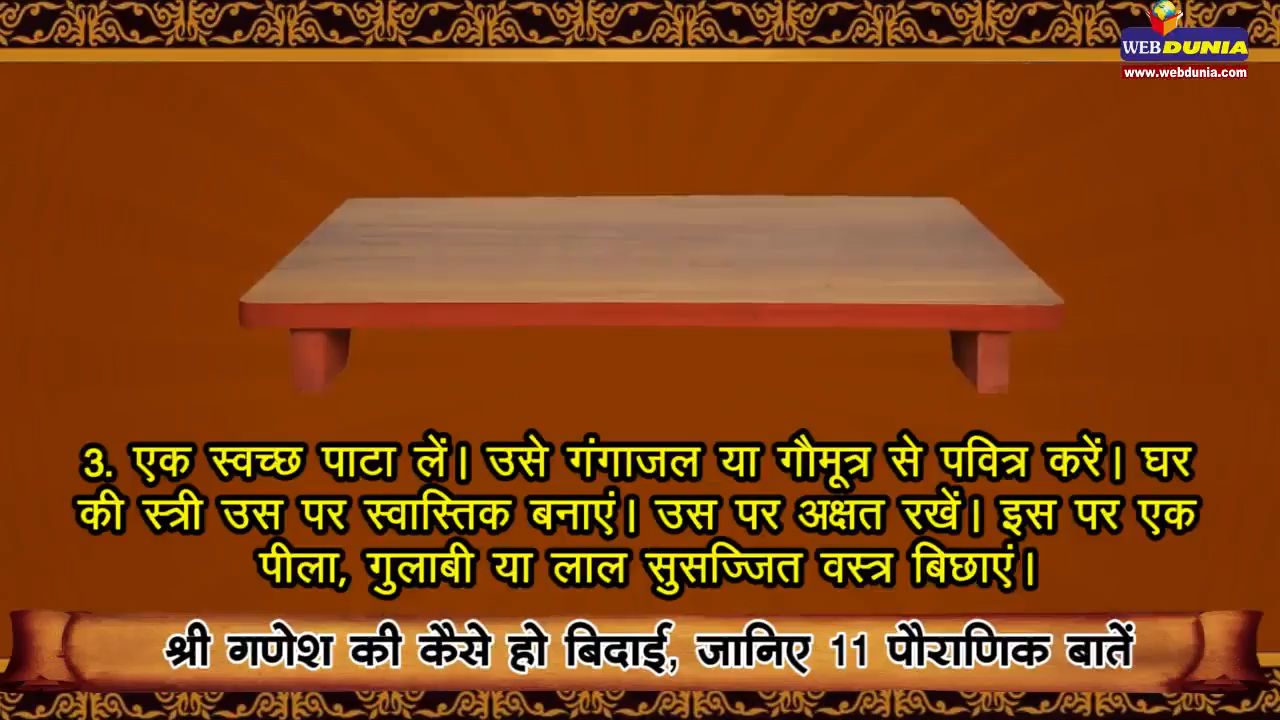 WEBDUNIA
www.webdunia.com
3. एक स्वच्छ पाटा लें। उसे गंगाजल या गौमूत्र से पवित्र करें। घर
की स्त्री उस पर स्वास्तिक बनाएं। उस पर अक्षत रखें। इस पर एक
पीला, गुलाबी या लाल सुसज्जित वस्त्र बिछाएं।
श्री गणेश की कैसे हो बिदाई, जानिए 11 पौराणिक बातें